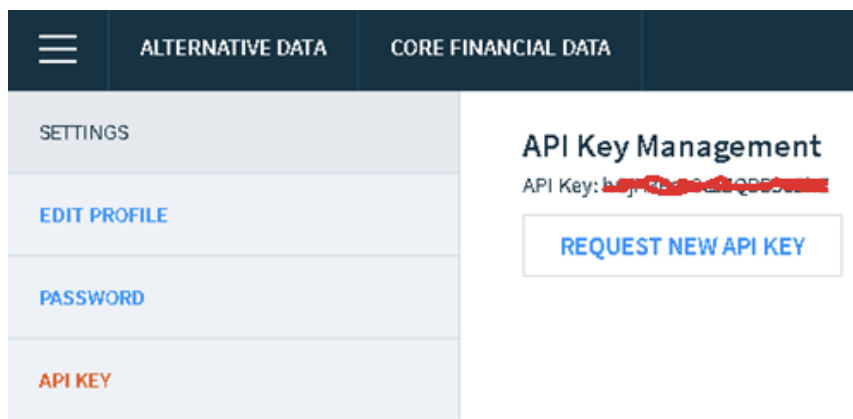 ALTERNATIVE DATA
CORE FINANCIAL DATA
SETTINGS
EDIT PROFILE
PASSWORD
API KEY
API Key Management
API Key:
REQUEST NEW API KEY